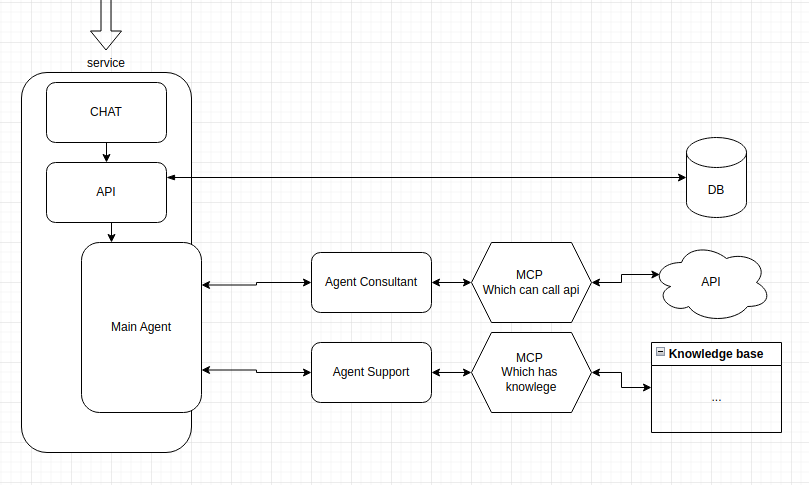 service
CHAT
API
DB
Main Agent
Agent Consultant
MCP
Which can call api
API
Agent Support
MCP
Which has
knowlege
Knowledge base
...